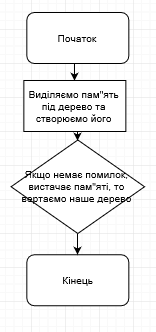 Початок
Виділяємо пам"ять
під дерево та
створюємо його
Якщо немає помилок,
вистачає пам"яті, то
вертаємо наше дерево
Кінець